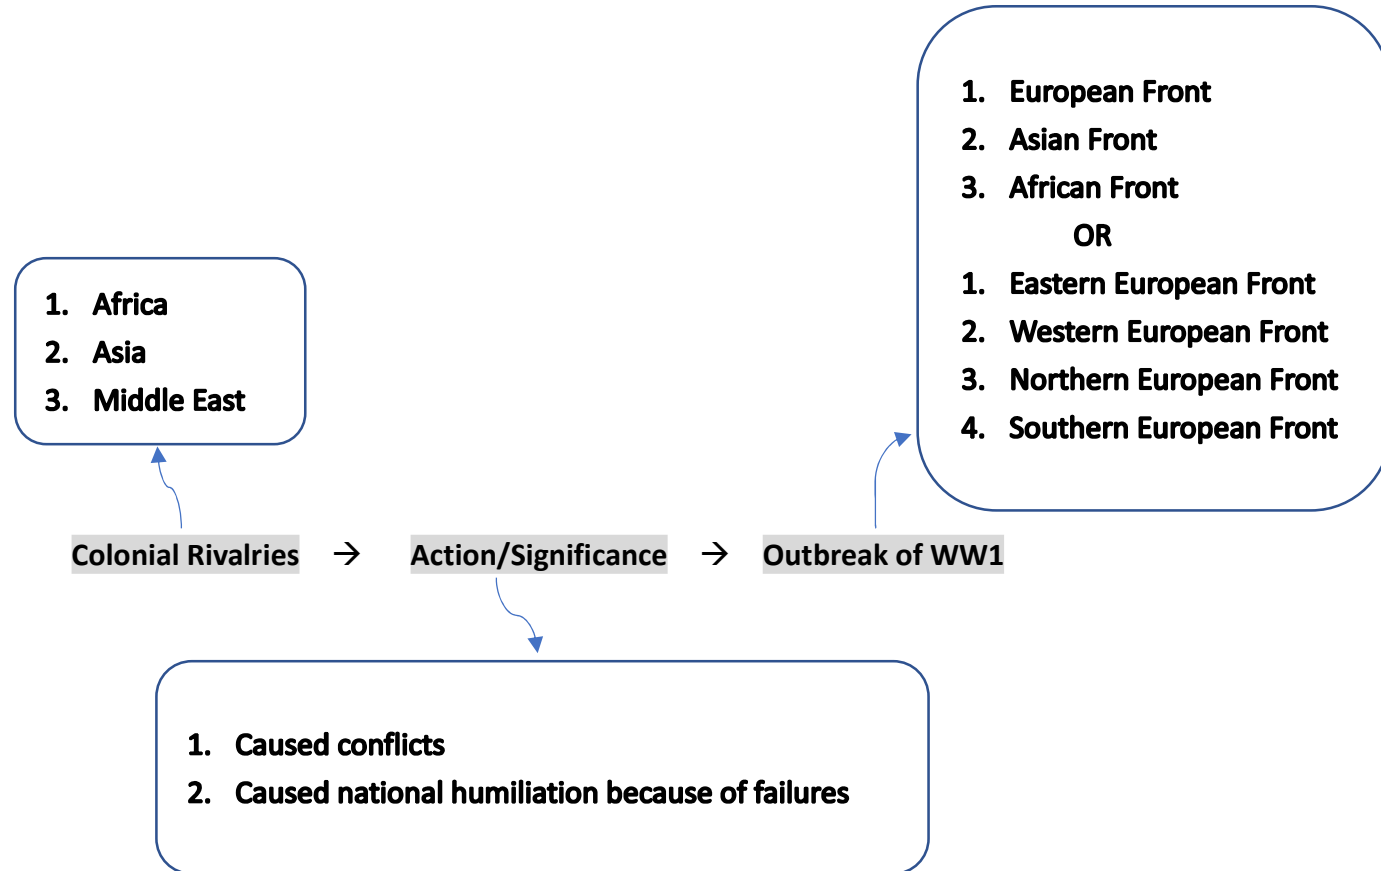 1. European Front
2. Asian Front
3. African Front
OR
1. Eastern European Front
2. Western European Front
3. Northern European Front
4. Southern European Front
1. Africa
2. Asia
3. Middle East
Colonial Rivalries → Action/Significance → Outbreak of WW1
1. Caused conflicts
2. Caused national humiliation because of failures